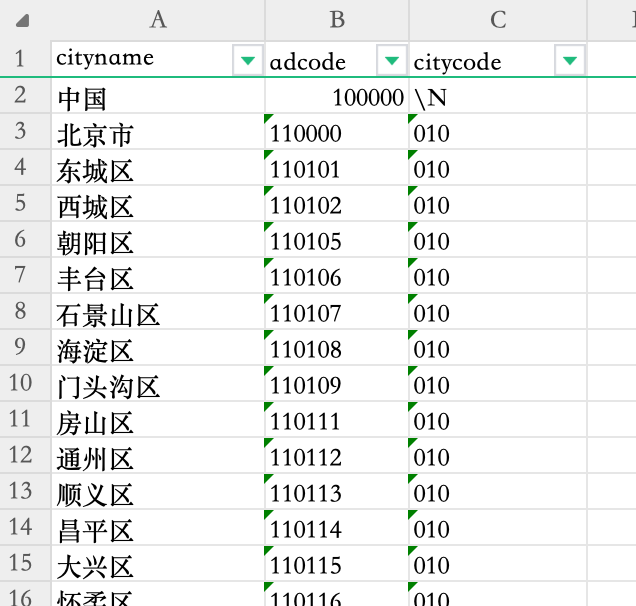 A B C
1 cityname adcode citycode
2 中国 100000 \N
3 北京市 110000 010
4 东城区 110101 010
5 西城区 110102 010
6 朝阳区 110105 010
7 丰台区 110106 010
8 石景山区 110107 010
9 海淀区 110108 010
10 门头沟区 110109 010
11 房山区 110111 010
12 通州区 110112 010
13 顺义区 110113 010
14 昌平区 110114 010
15 大兴区 110115 010
16 怀柔区 110116 010